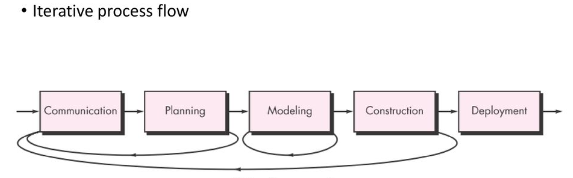 • Iterative process flow
Communication
Planning
Modeling
Construction
Deployment